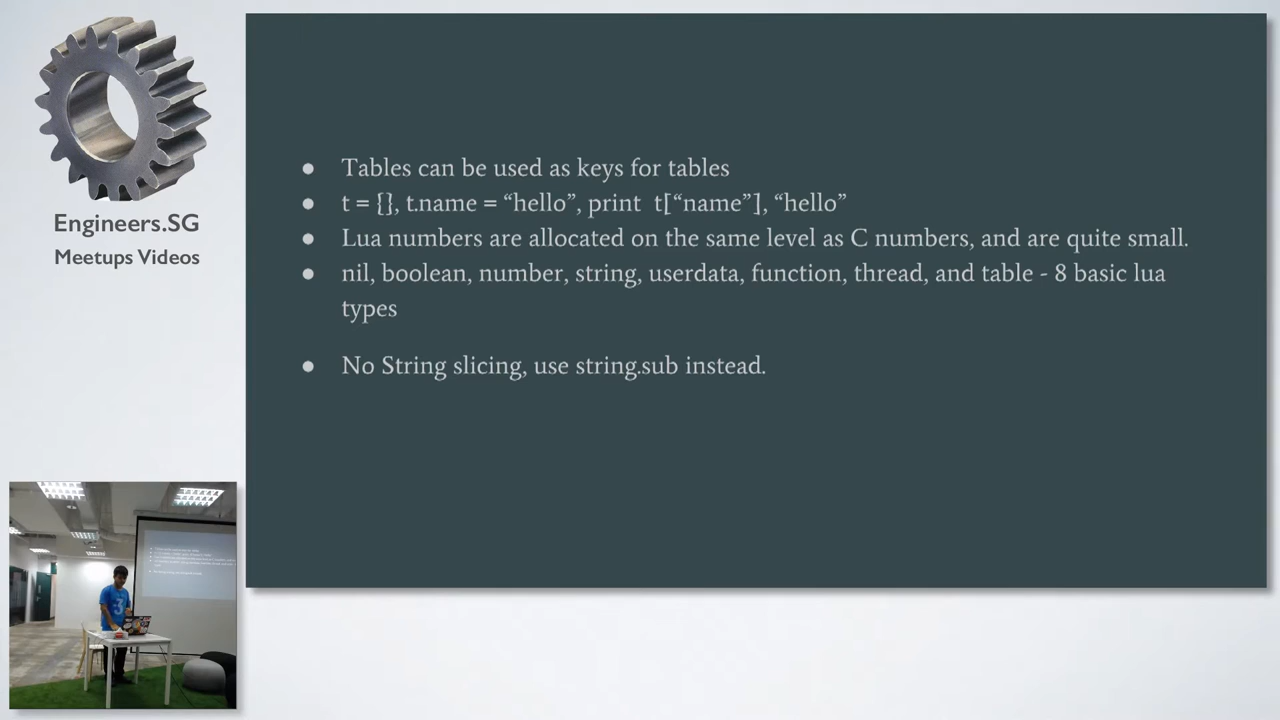 Engineers.SG
Meetups Videos
● Tables can be used as keys for tables
● t = {}, t.name = “hello”, print  t[“name”], “hello”
● Lua numbers are allocated on the same level as C numbers, and are quite small.
● nil, boolean, number, string, userdata, function, thread, and table - 8 basic lua
types
● No String slicing, use string.sub instead.
3